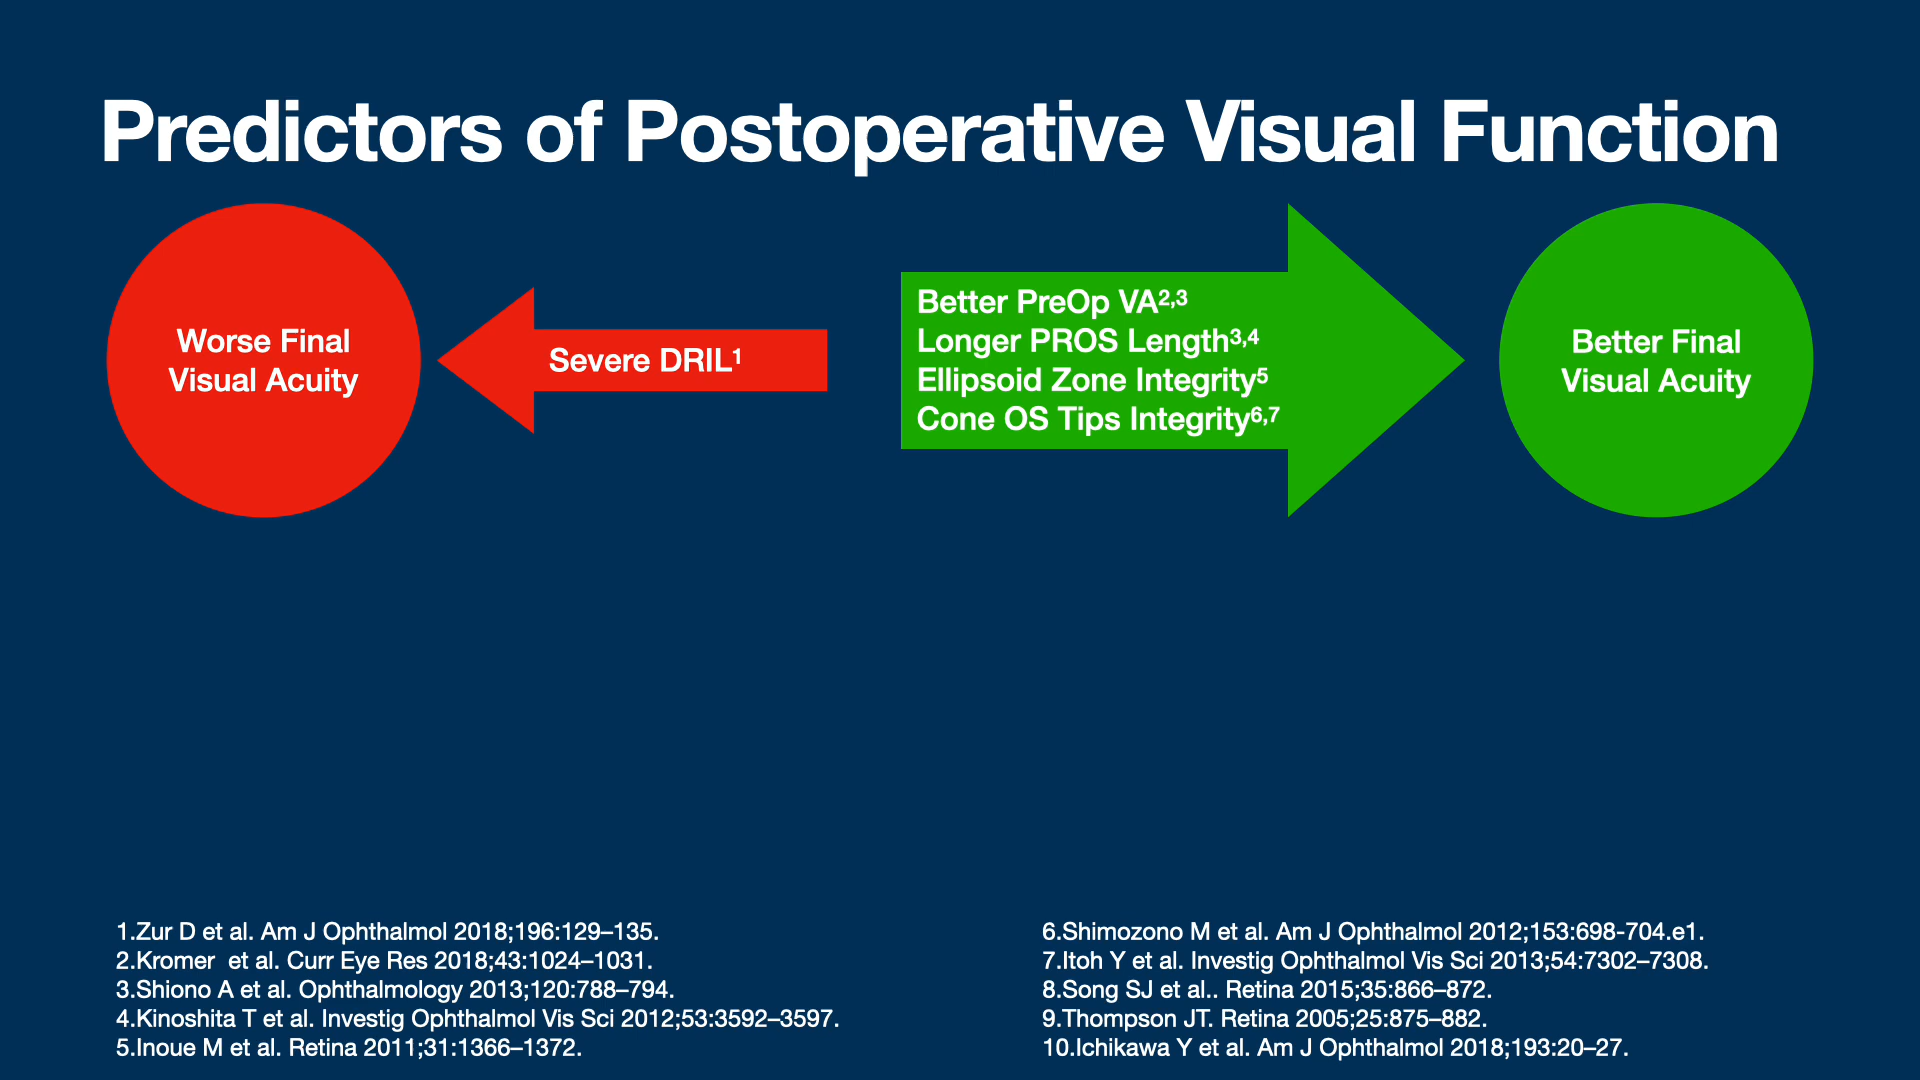 Predictors of Postoperative Visual Function
Worse Final
Visual Acuity
Severe DRIL¹
Better PreOp VA²,³
Longer PROS Length³,⁴
Ellipsoid Zone Integrity⁵
Cone OS Tips Integrity⁶,⁷
Better Final
Visual Acuity
1.Zur D et al. Am J Ophthalmol 2018;196:129–135.
2.Kromer  et al. Curr Eye Res 2018;43:1024–1031.
3.Shiono A et al. Ophthalmology 2013;120:788–794.
4.Kinoshita T et al. Investig Ophthalmol Vis Sci 2012;53:3592–3597.
5.Inoue M et al. Retina 2011;31:1366–1372.
6.Shimozono M et al. Am J Ophthalmol 2012;153:698-704.e1.
7.Itoh Y et al. Investig Ophthalmol Vis Sci 2013;54:7302–7308.
8.Song SJ et al.. Retina 2015;35:866–872.
9.Thompson JT. Retina 2005;25:875–882.
10.Ichikawa Y et al. Am J Ophthalmol 2018;193:20–27.